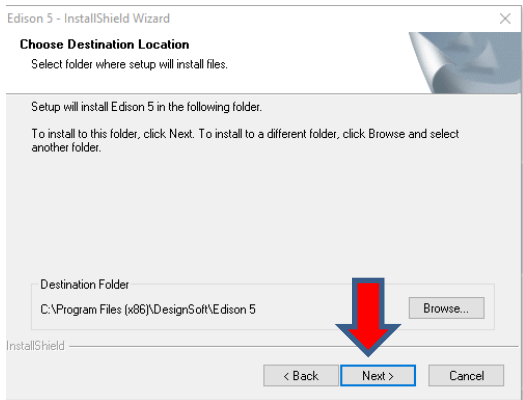 Edison 5 - InstallShield Wizard
Choose Destination Location
Select folder where setup will install files.
Setup will install Edison 5 in the following folder.
To install to this folder, click Next. To install to a different folder, click Browse and select
another folder.
Destination Folder
C:\Program Files (x86)\DesignSoft\Edison 5
Browse...
InstallShield
< Back
Next >
Cancel